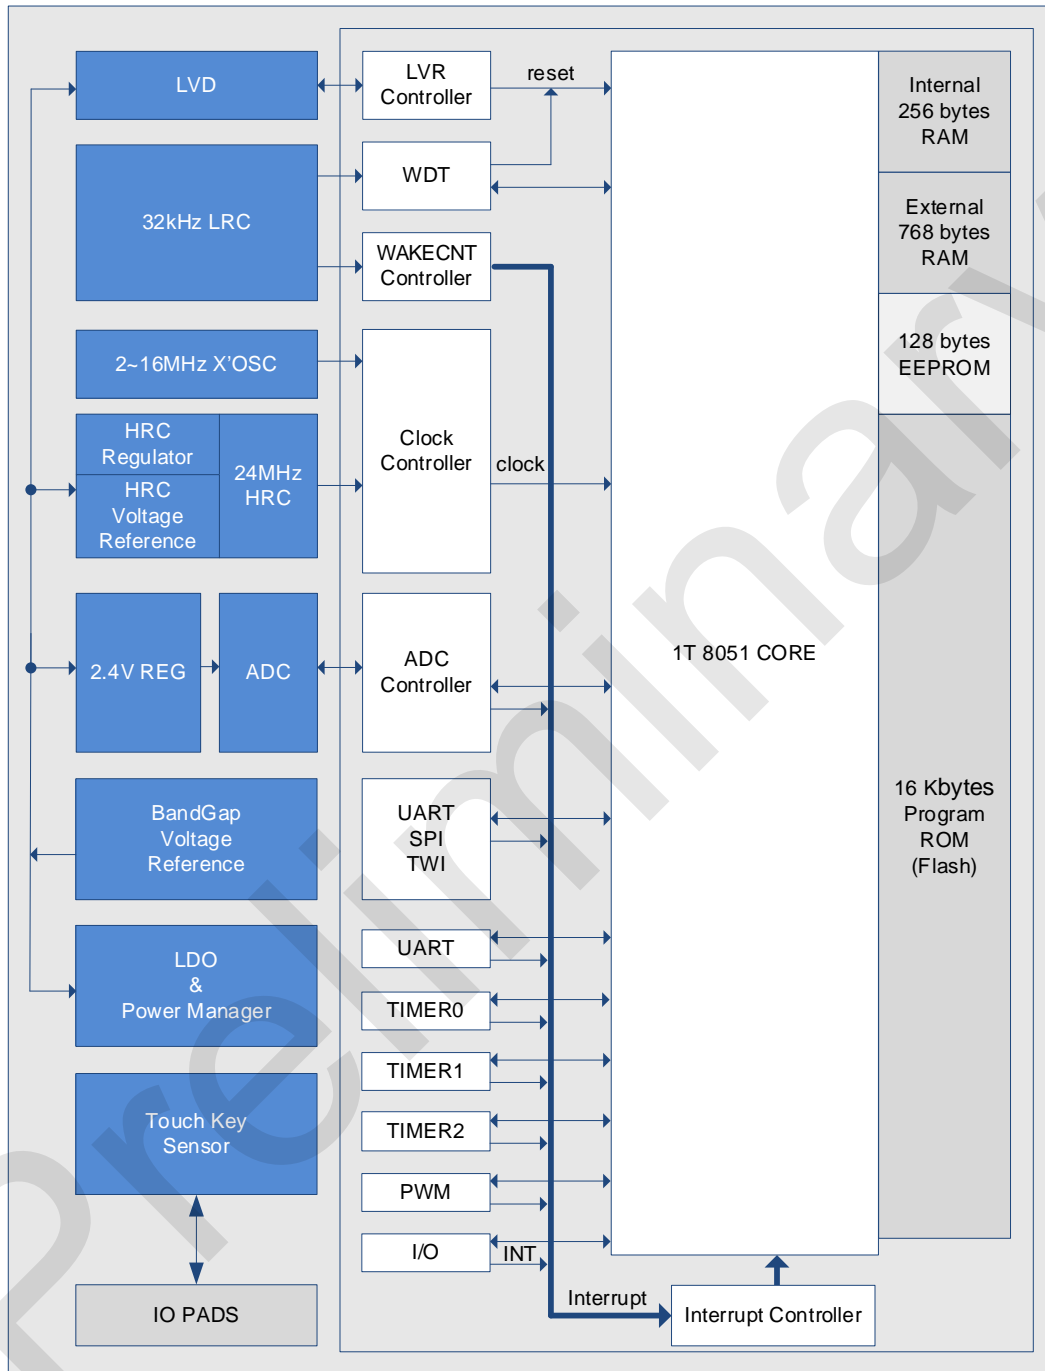 LVD
LVR
Controller
reset
Internal
256 bytes
RAM
32kHz LRC
WDT
External
768 bytes
RAM
WAKECNT
Controller
2~16MHz X'OSC
128 bytes
EEPROM
HRC
Regulator
HRC
Voltage
Reference
24MHz
HRC
Clock
Controller
clock
2.4V REG
ADC
ADC
Controller
1T 8051 CORE
BandGap
Voltage
Reference
UART
SPI
TWI
16 Kbytes
Program
ROM
(Flash)
LDO
&
Power Manager
UART
TIMER0
TIMER1
Touch Key
Sensor
TIMER2
PWM
I/O
INT
IO PADS
Interrupt
Interrupt Controller
Preliminary